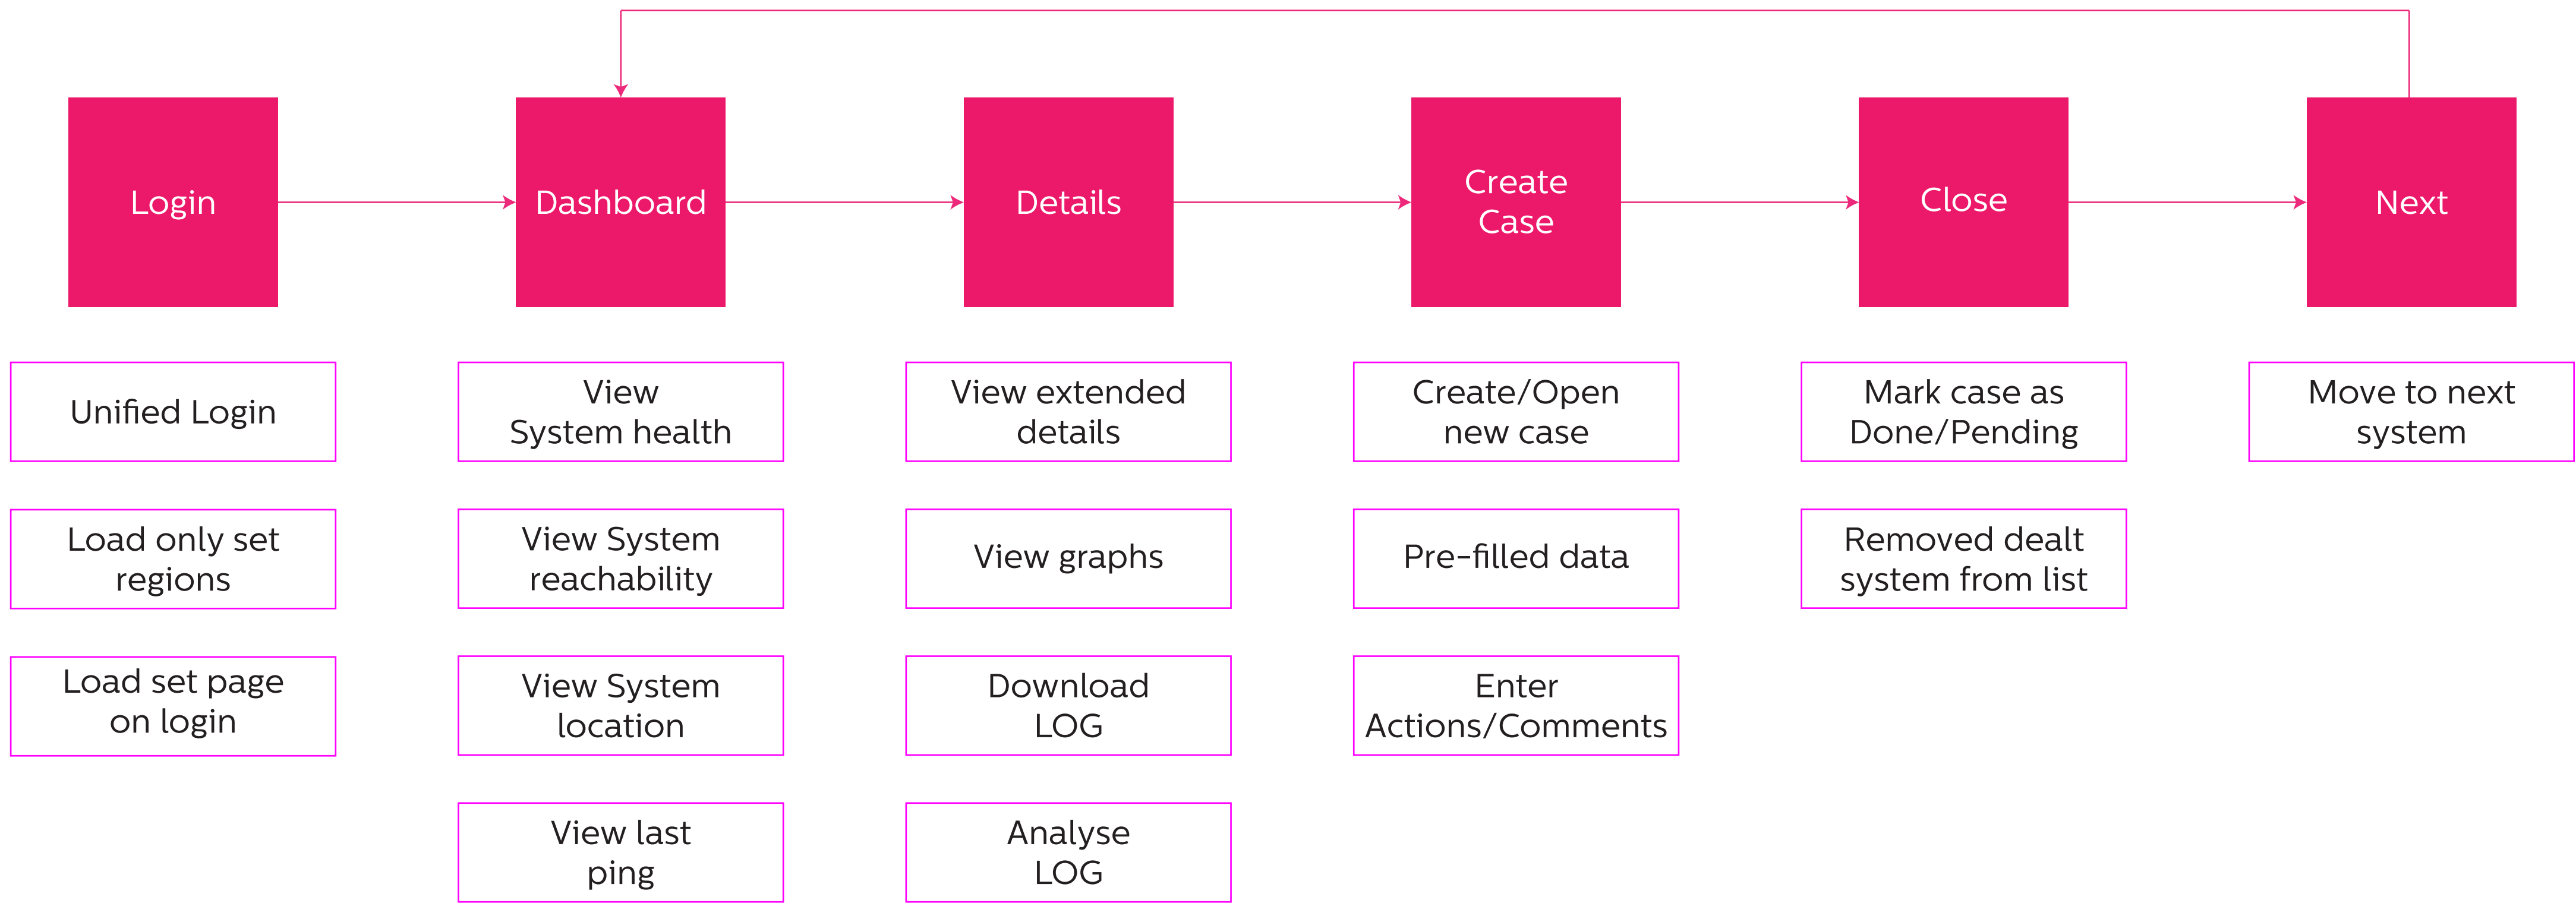 Login
Dashboard
Details
Create
Case
Close
Next
Unified Login
Load only set
regions
Load set page
on login
View
System health
View System
reachability
View System
location
View last
ping
View extended
details
View graphs
Download
LOG
Analyse
LOG
Create/Open
new case
Pre-filled data
Enter
Actions/Comments
Mark case as
Done/Pending
Removed dealt
system from list
Move to next
system